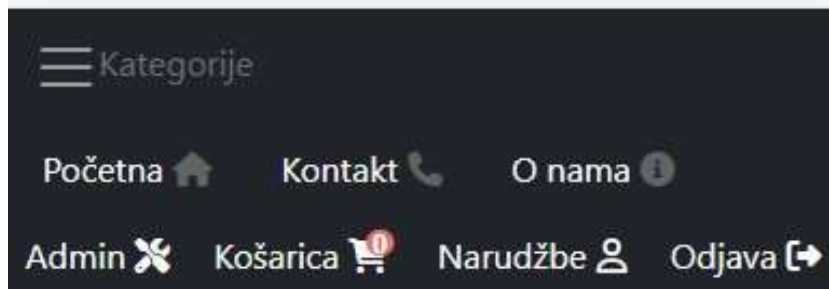 Kategorije
Početna Kontakt O nama
Admin Košarica 0 Narudžbe Odjava